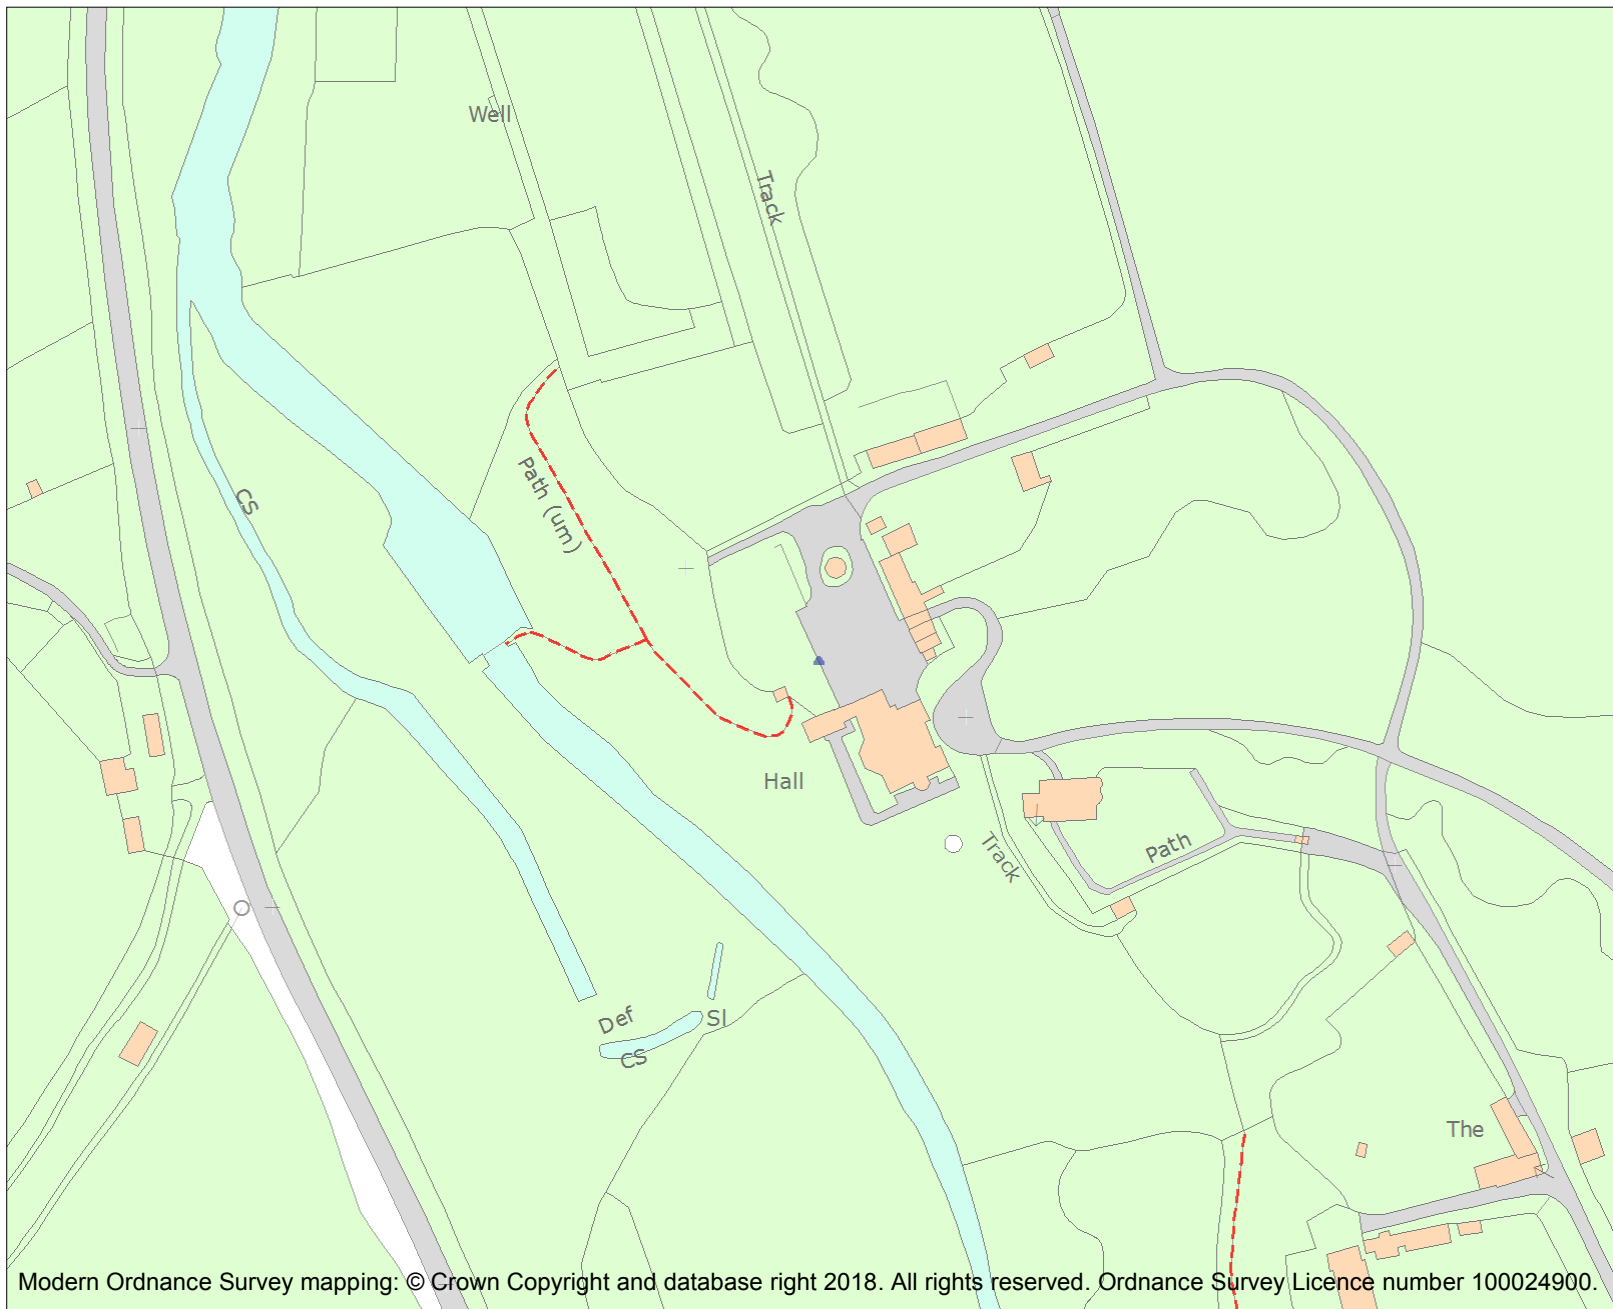 Well
Track
CS
Path (um)
Hall
Track
Path
Def
Sl
CS
The
Modern Ordnance Survey mapping: © Crown Copyright and database right 2018. All rights reserved. Ordnance Survey Licence number 100024900.